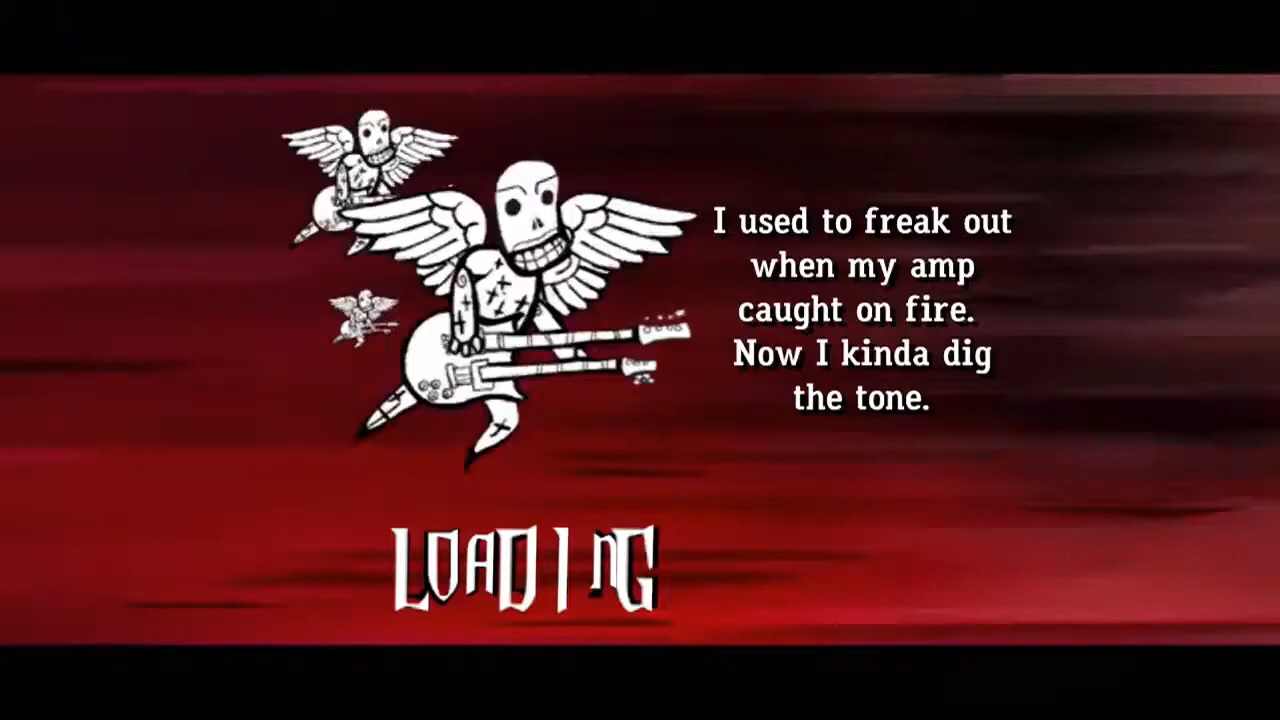 I used to freak out
when my amp
caught on fire.
Now I kinda dig
the tone.
LOADING